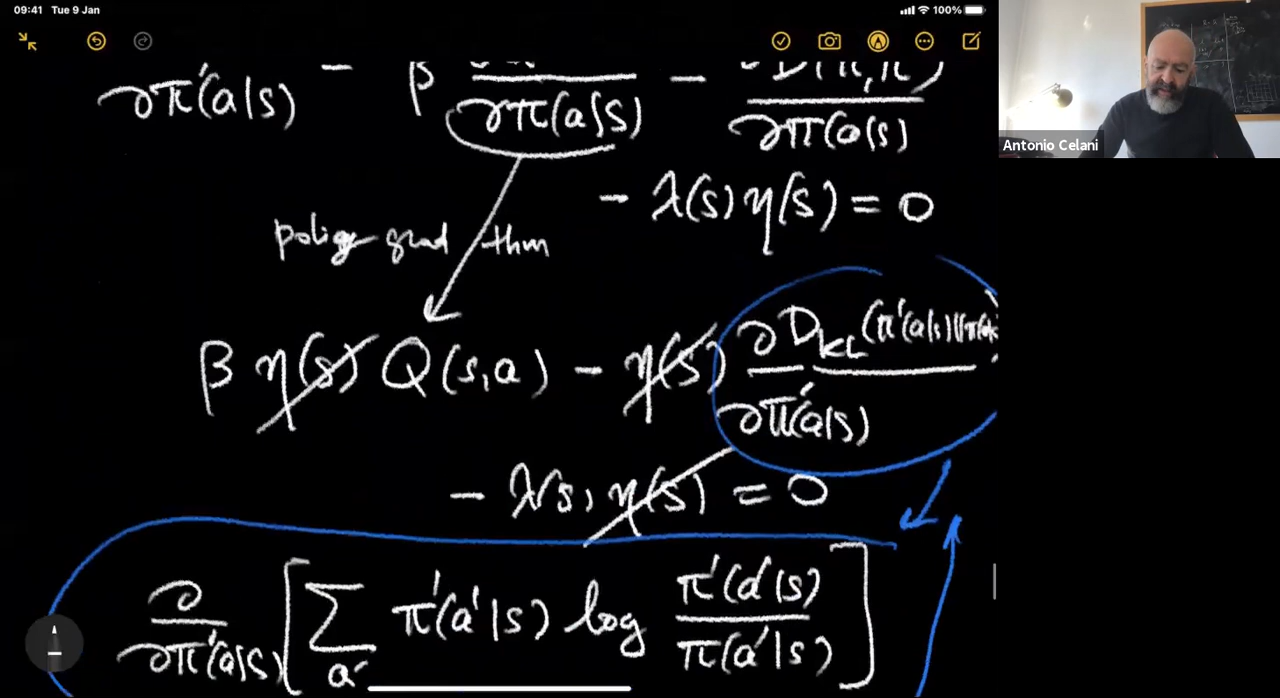 09:41 Tue 9 Jan
100%
Antonio Celani
∂π'(a|s) − β ∂π(a|s) − ∂π(a|s)
− λ(s) η(s) = 0
policy grad thm
β η(s) Q(s,a) − η(s) ∂D_KL(π'(a|s)||π(a|
∂π'(a|s)
− λ(s) η(s) = 0
∂/∂π'(a|s) [ Σ_a' π'(a'|s) log π'(a'|s)/π(a'|s) ]